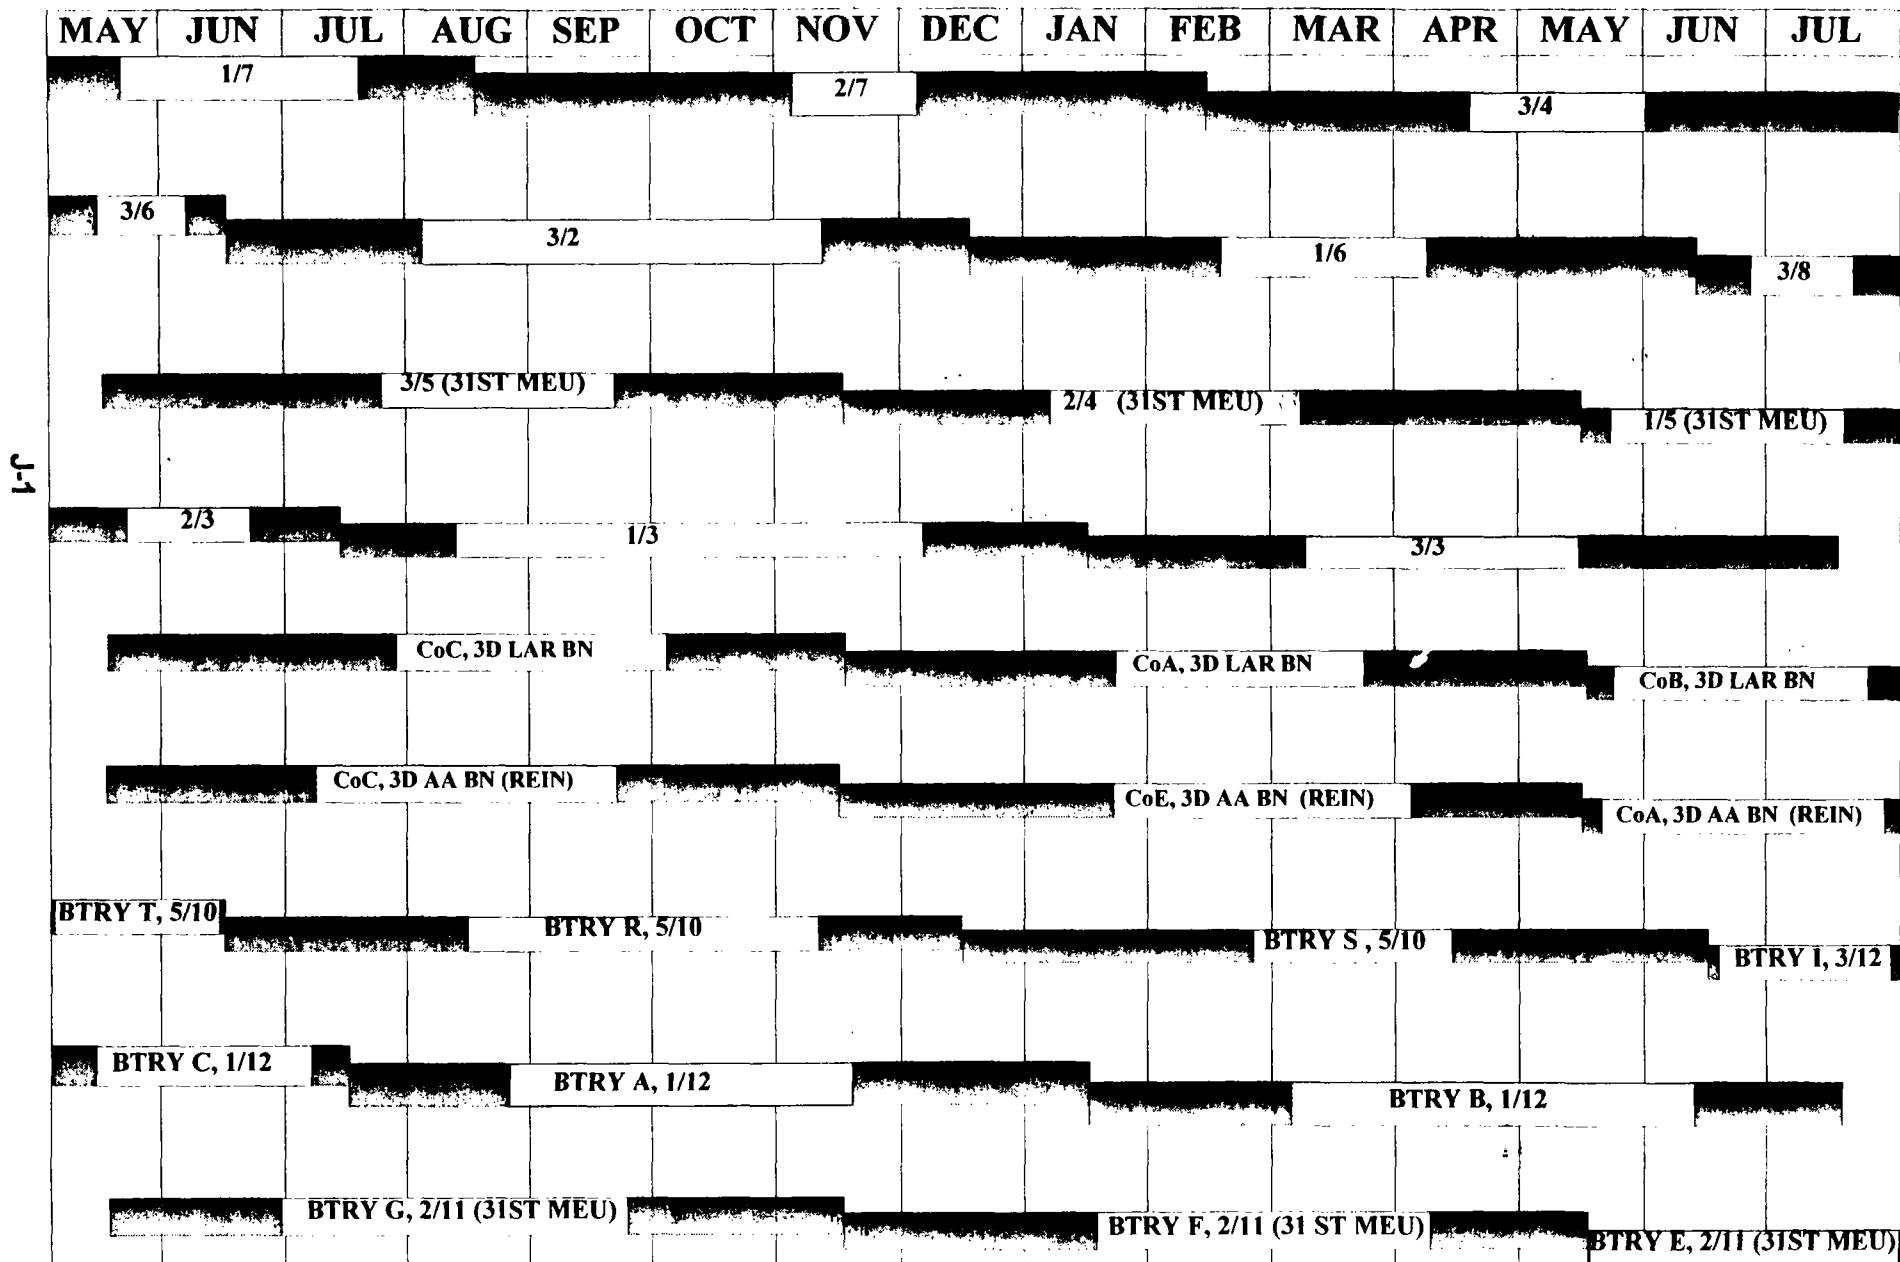 MAY JUN JUL AUG SEP OCT NOV DEC JAN FEB MAR APR MAY JUN JUL
1/7 2/7 3/4
3/6 3/2 1/6 3/8
3/5 (31ST MEU) 2/4 (31ST MEU) 1/5 (31ST MEU)
J-1
2/3 1/3 3/3
CoC, 3D LAR BN CoA, 3D LAR BN CoB, 3D LAR BN
CoC, 3D AA BN (REIN) CoE, 3D AA BN (REIN) CoA, 3D AA BN (REIN)
BTRY T, 5/10 BTRY R, 5/10 BTRY S , 5/10 BTRY I, 3/12
BTRY C, 1/12 BTRY A, 1/12 BTRY B, 1/12
BTRY G, 2/11 (31ST MEU) BTRY F, 2/11 (31 ST MEU) BTRY E, 2/11 (31ST MEU)